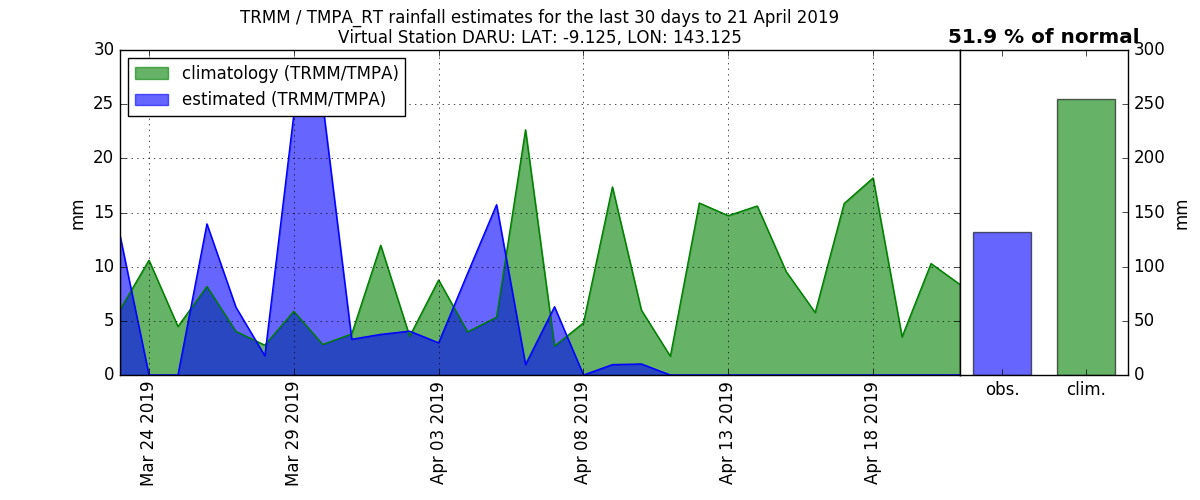 TRMM / TMPA_RT rainfall estimates for the last 30 days to 21 April 2019
Virtual Station DARU: LAT: -9.125, LON: 143.125
51.9 % of normal
climatology (TRMM/TMPA)
estimated (TRMM/TMPA)
30
25
20
15
10
5
0
mm
300
250
200
150
100
50
0
mm
Mar 24 2019
Mar 29 2019
Apr 03 2019
Apr 08 2019
Apr 13 2019
Apr 18 2019
obs.
clim.